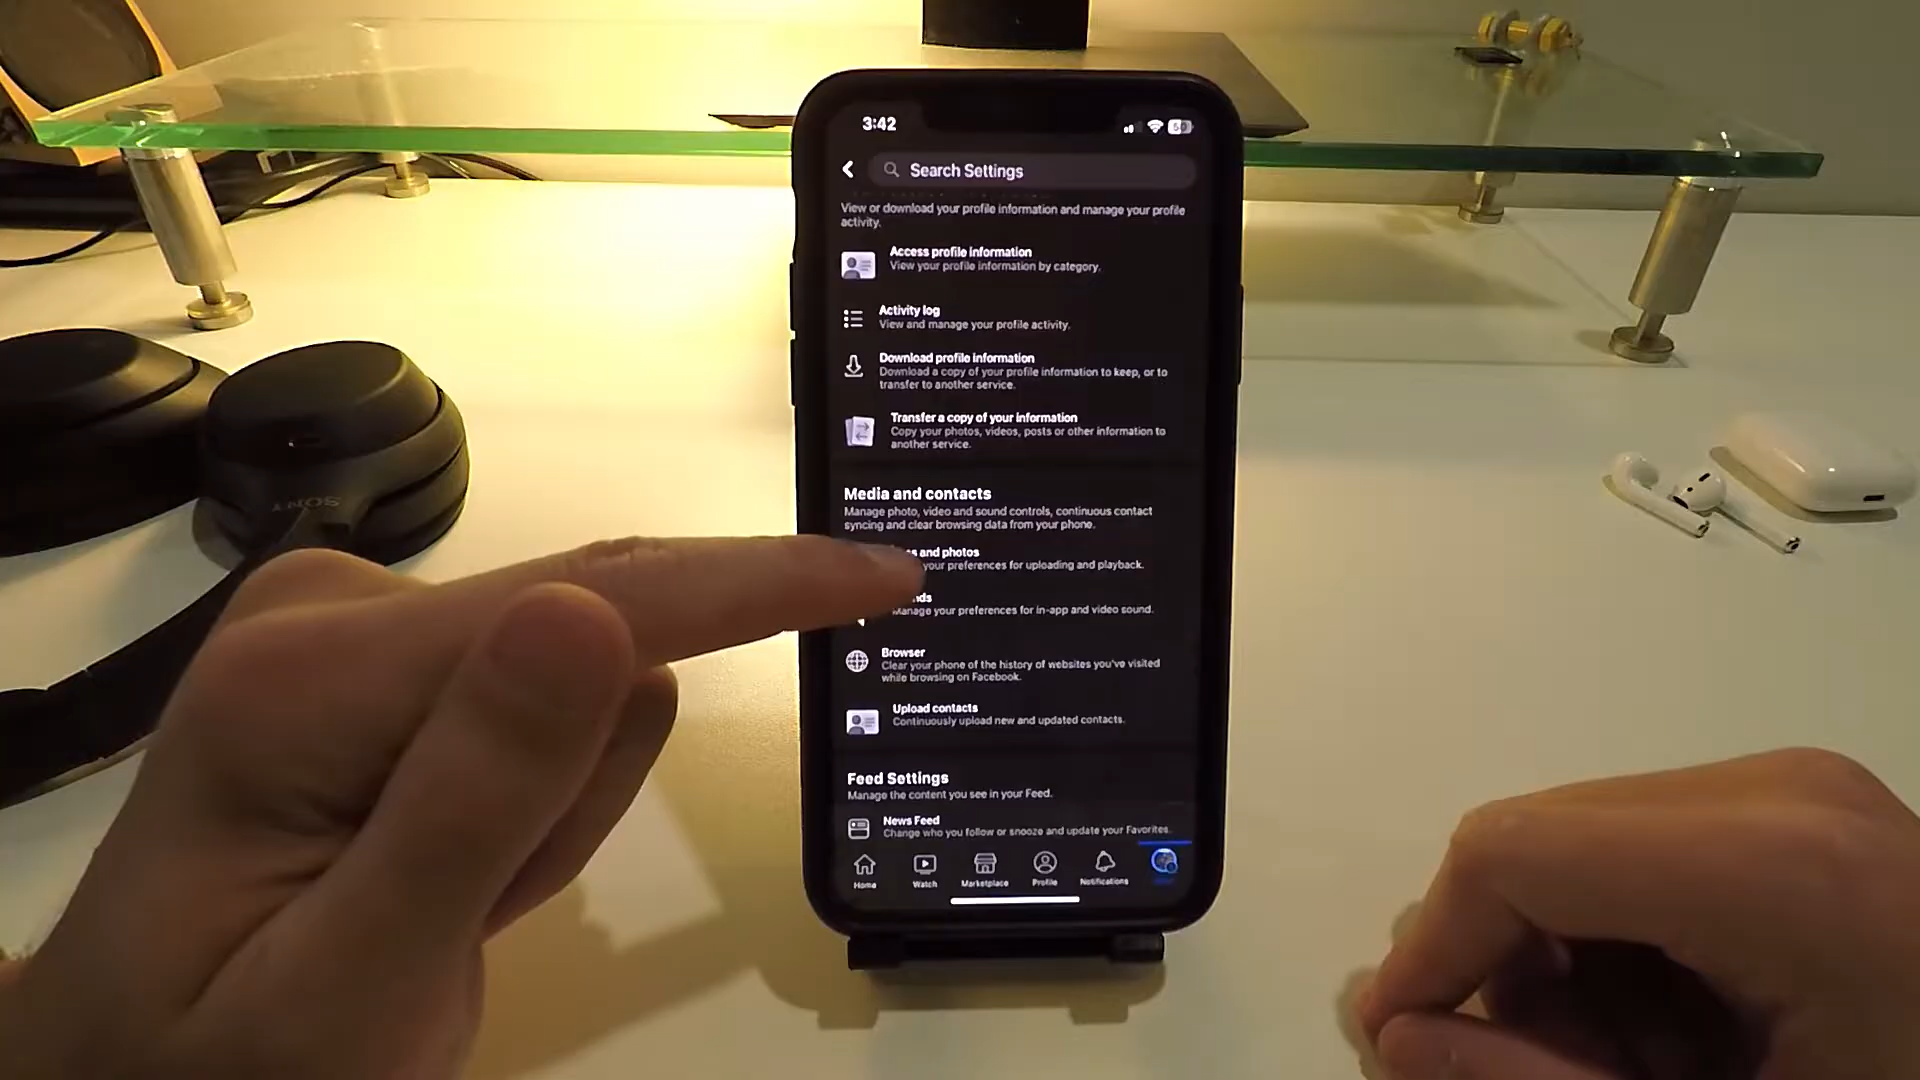 3:42
50
Search Settings
View or download your profile information and manage your profile
activity.
Access profile information
View your profile information by category.
Activity log
View and manage your profile activity.
Download profile information
Download a copy of your profile information to keep, or to
transfer to another service.
Transfer a copy of your information
Copy your photos, videos, posts or other information to
another service.
Media and contacts
Manage photo, video and sound controls, continuous contact
syncing and clear browsing data from your phone.
and photos
your preferences for uploading and playback.
Manage your preferences for in-app and video sound.
Browser
Clear your phone of the history of websites you've visited
while browsing on Facebook.
Upload contacts
Continuously upload new and updated contacts.
Feed Settings
Manage the content you see in your Feed.
News Feed
Change who you follow or snooze and update your Favorites.
Home
Watch
Marketplace
Profile
Notifications
SONY